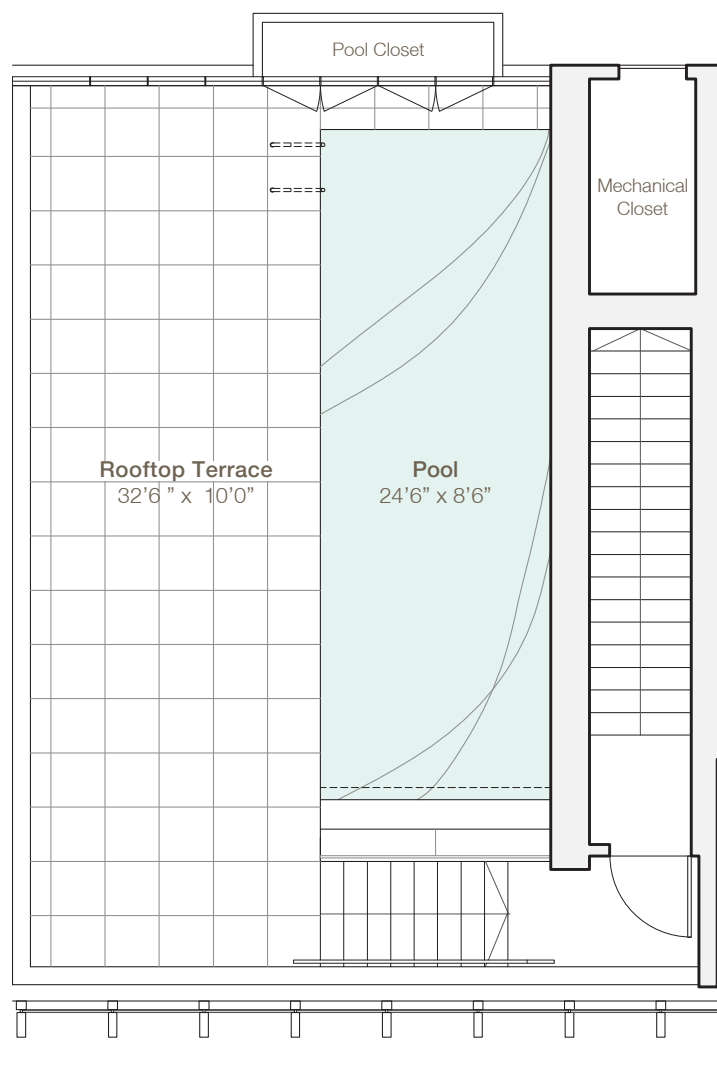 Pool Closet
Mechanical
Closet
Rooftop Terrace
32’6 ” x 10’0”
Pool
24’6” x 8’6”